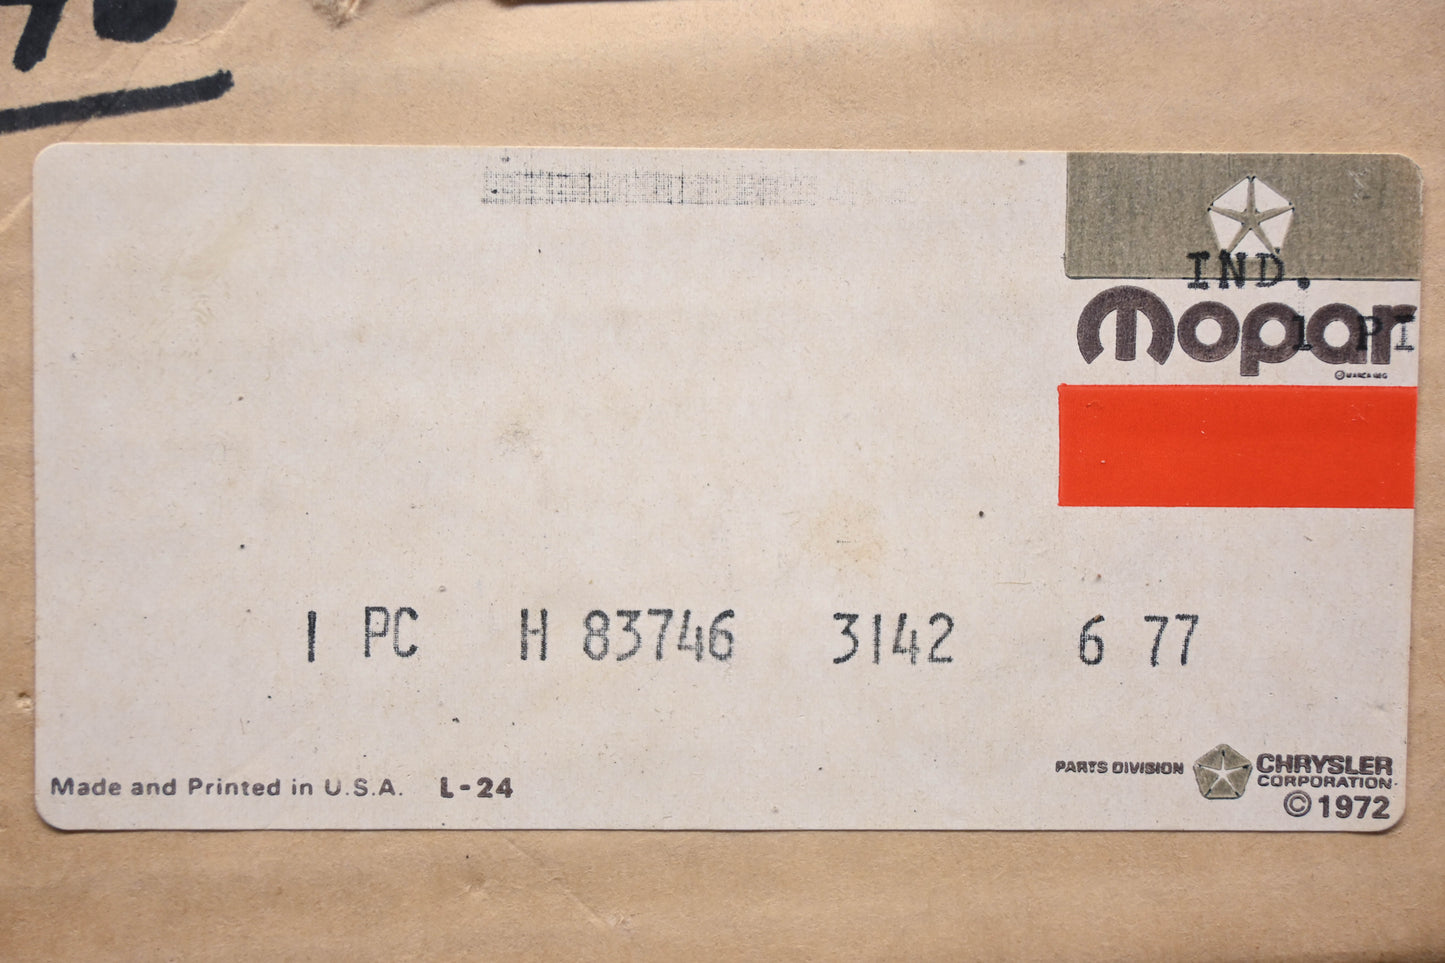 IND.
Mopar
1 PI
1 PC H 83746 3142 6 77
Made and Printed in U.S.A. L-24
PARTS DIVISION CHRYSLER
CORPORATION
© 1972